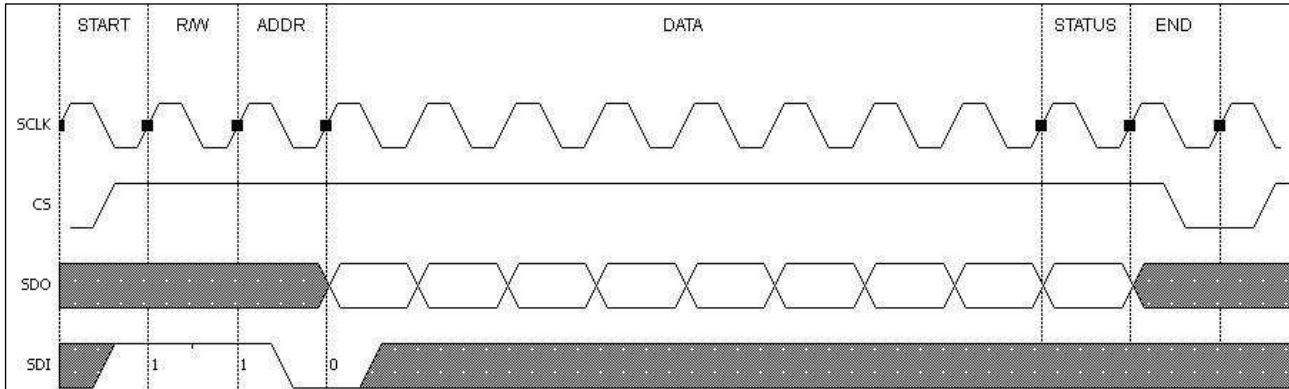 START R/W ADDR DATA STATUS END
SCLK
CS
SDO
SDI 1 1 0